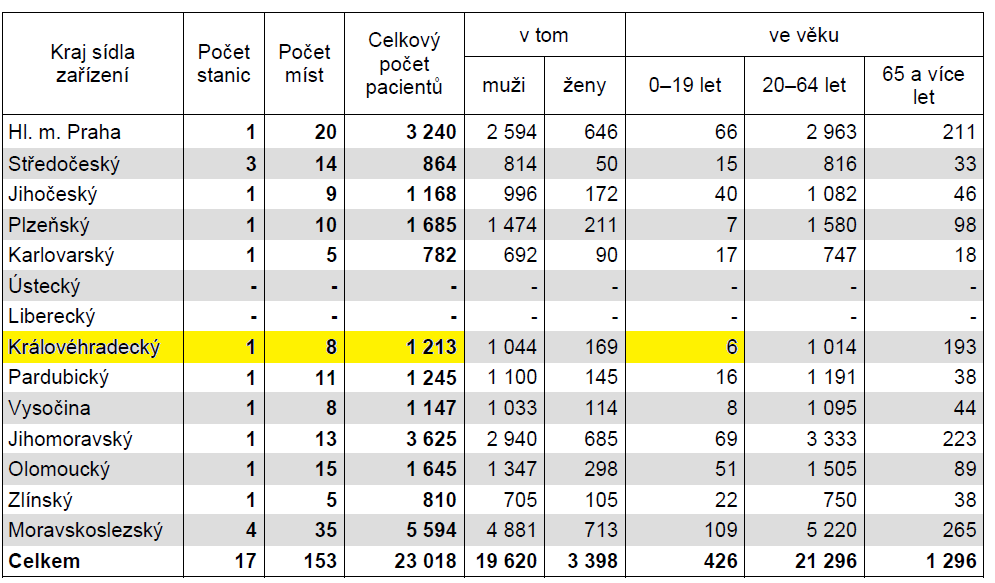 Kraj sídla zařízení Počet stanic Počet míst Celkový počet pacientů v tom ve věku
muži ženy 0–19 let 20–64 let 65 a více let
Hl. m. Praha 1 20 3 240 2 594 646 66 2 963 211
Středočeský 3 14 864 814 50 15 816 33
Jihočeský 1 9 1 168 996 172 40 1 082 46
Plzeňský 1 10 1 685 1 474 211 7 1 580 98
Karlovarský 1 5 782 692 90 17 747 18
Ústecký - - - - - - - -
Liberecký - - - - - - - -
Královéhradecký 1 8 1 213 1 044 169 6 1 014 193
Pardubický 1 11 1 245 1 100 145 16 1 191 38
Vysočina 1 8 1 147 1 033 114 8 1 095 44
Jihomoravský 1 13 3 625 2 940 685 69 3 333 223
Olomoucký 1 15 1 645 1 347 298 51 1 505 89
Zlínský 1 5 810 705 105 22 750 38
Moravskoslezský 4 35 5 594 4 881 713 109 5 220 265
Celkem 17 153 23 018 19 620 3 398 426 21 296 1 296